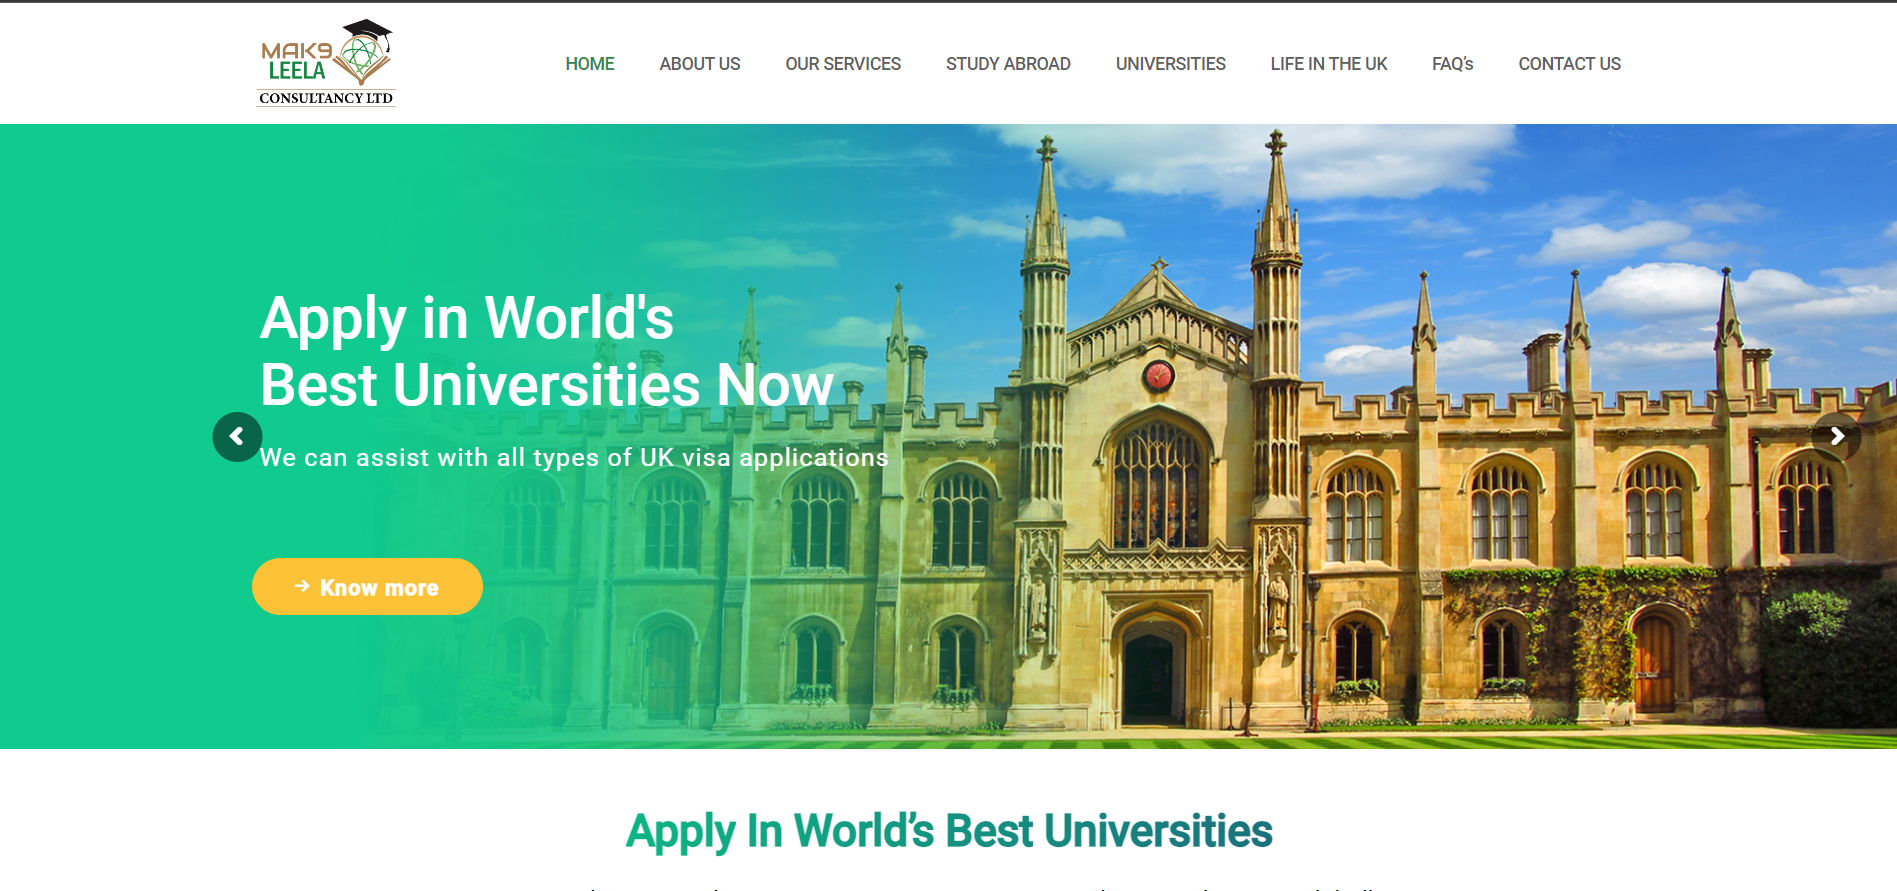 MAK9
LEELA
CONSULTANCY LTD
HOME ABOUT US OUR SERVICES STUDY ABROAD UNIVERSITIES LIFE IN THE UK FAQ's CONTACT US
Apply in World's
Best Universities Now
We can assist with all types of UK visa applications
Know more
Apply In World’s Best Universities